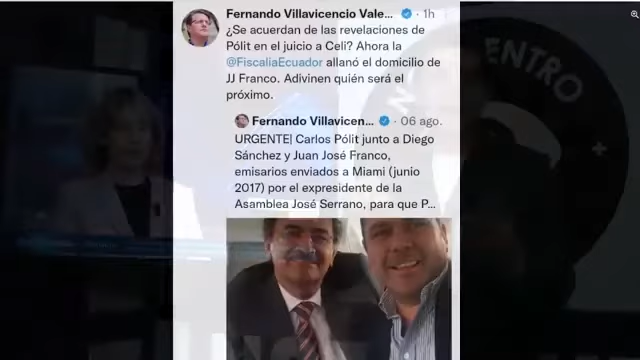 Fernando Villavicencio Vale... · 1h
¿Se acuerdan de las revelaciones de
Pólit en el juicio a Celi? Ahora la
@FiscaliaEcuador allanó el domicilio de
JJ Franco. Adivinen quién será el
próximo.
Fernando Villavicen... · 06 ago.
URGENTE| Carlos Pólit junto a Diego
Sánchez y Juan José Franco,
emisarios enviados a Miami (junio
2017) por el expresidente de la
Asamblea José Serrano, para que P...
ENTRO